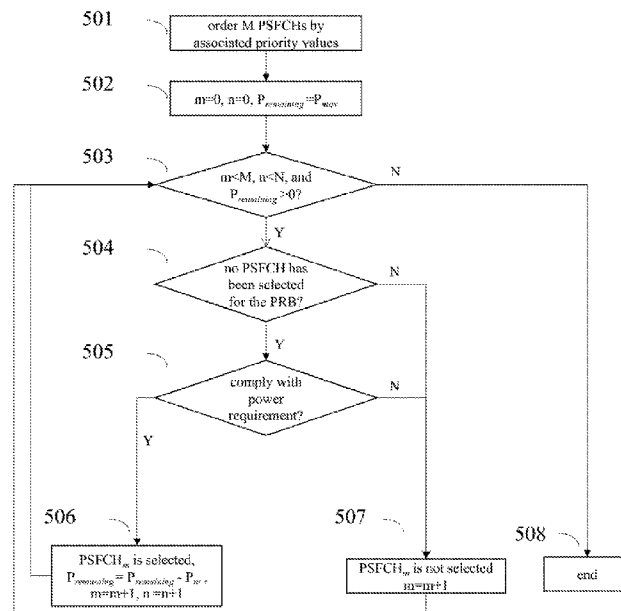 501
order M PSFCHs by
associated priority values
502
m=0, n=0, P_remaining=P_max
503
m<M, n<N, and
P_remaining>0?
N
Y
504
no PSFCH has
been selected
for the PRB?
N
Y
505
comply with
power
requirement?
N
Y
506
PSFCH_m is selected,
P_remaining = P_remaining - P_m,
m=m+1, n=n+1
507
PSFCH_m is not selected
m=m+1
508
end